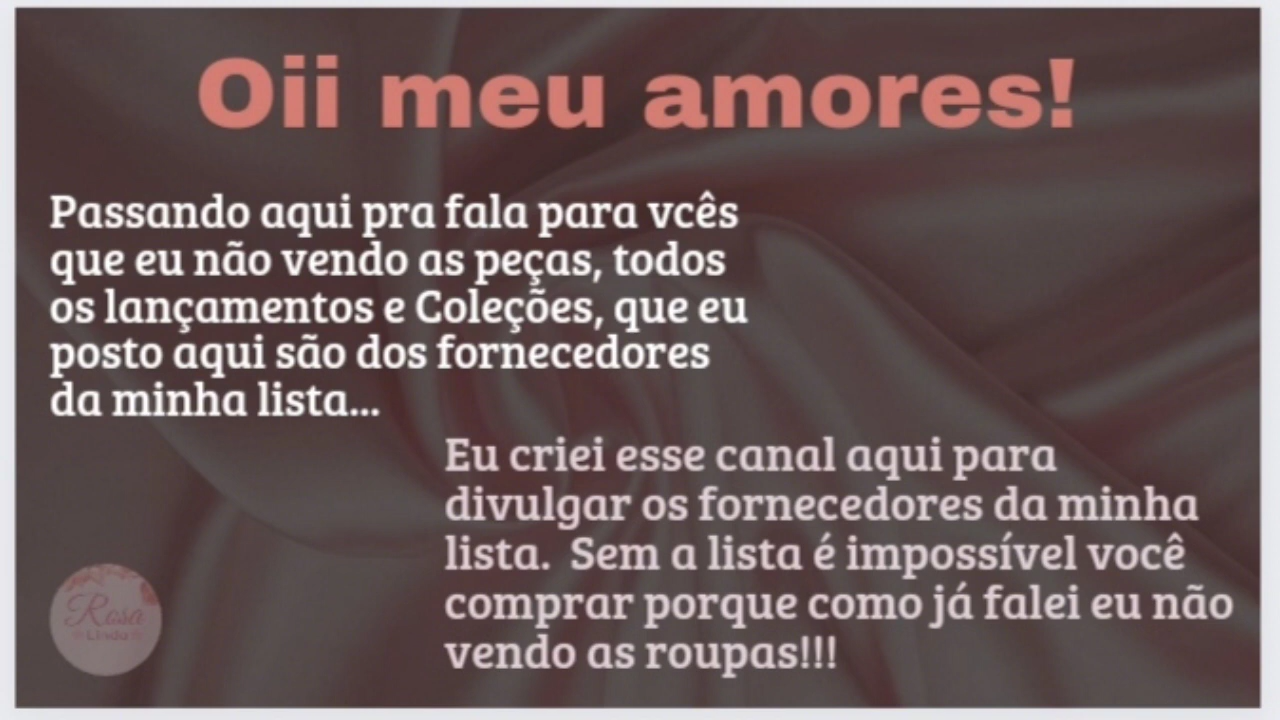 Oii meu amores!
Passando aqui pra fala para vcês
que eu não vendo as peças, todos
os lançamentos e Coleções, que eu
posto aqui são dos fornecedores
da minha lista...
Eu criei esse canal aqui para
divulgar os fornecedores da minha
lista.  Sem a lista é impossível você
comprar porque como já falei eu não
vendo as roupas!!!
Rosa
Linda